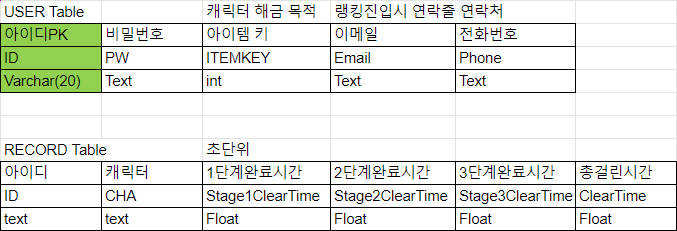 USER Table 캐릭터 해금 목적 랭킹진입시 연락줄 연락처
아이디PK 비밀번호 아이템 키 이메일 전화번호
ID PW ITEMKEY Email Phone
Varchar(20) Text int Text Text
RECORD Table 초단위
아이디 캐릭터 1단계완료시간 2단계완료시간 3단계완료시간 총걸린시간
ID CHA Stage1ClearTime Stage2ClearTime Stage3ClearTime ClearTime
text text Float Float Float Float